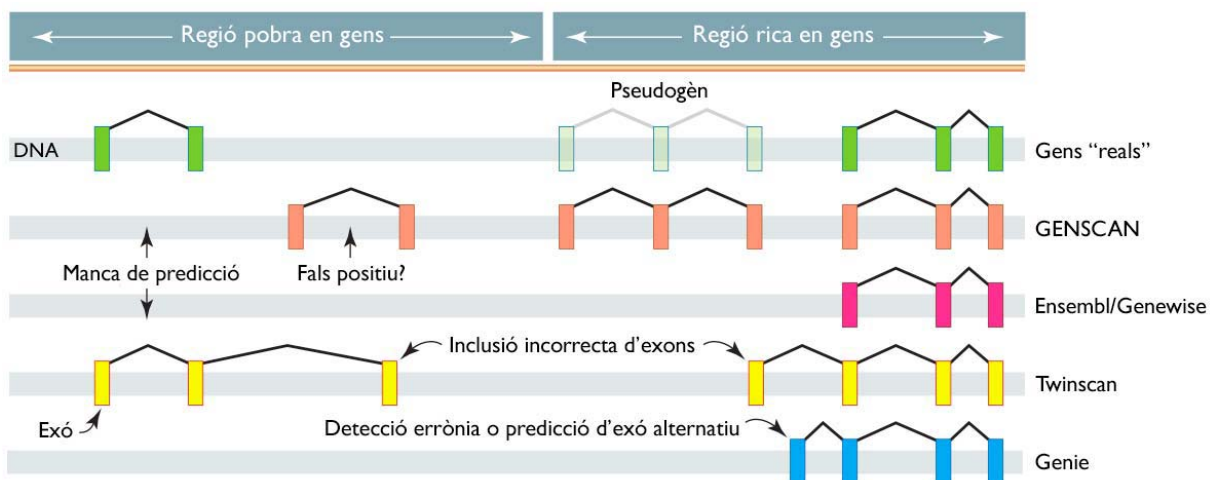 Regió pobra en gens
Regió rica en gens
Pseudogèn
DNA
Gens “reals”
GENSCAN
Manca de predicció
Fals positiu?
Ensembl/Genewise
Inclusió incorrecta d’exons
Twinscan
Exó
Detecció errònia o predicció d’exó alternatiu
Genie